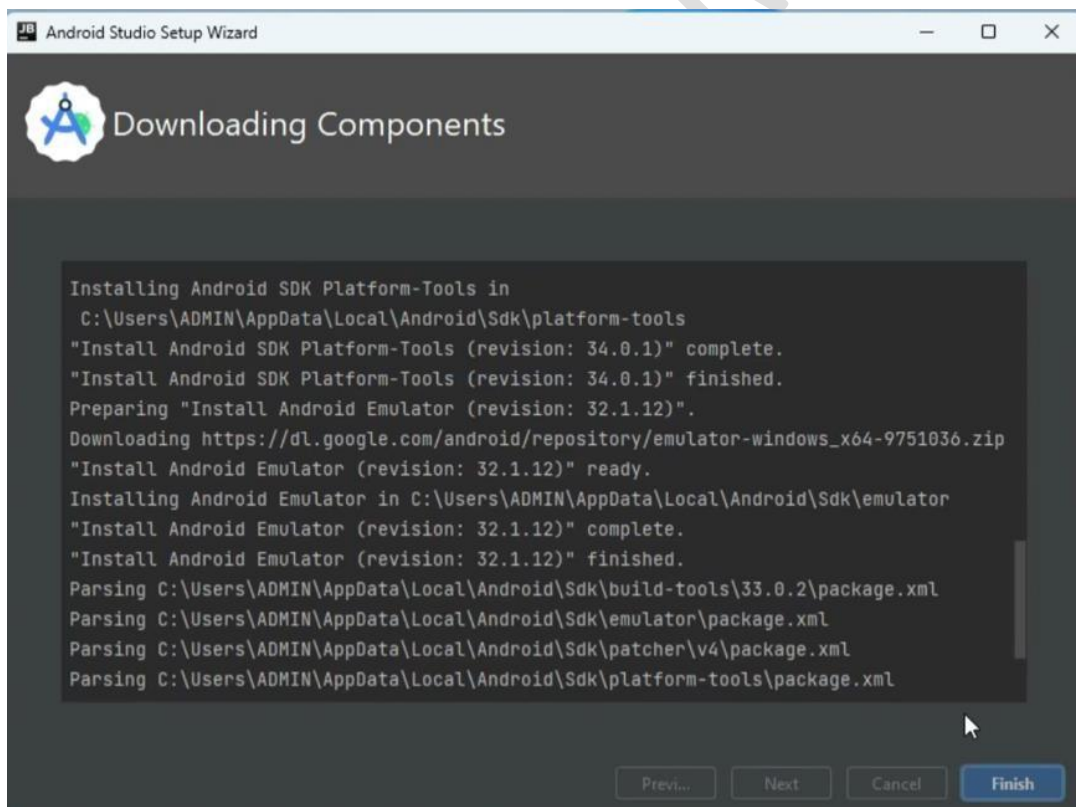 Android Studio Setup Wizard
Downloading Components
Installing Android SDK Platform-Tools in
C:\Users\ADMIN\AppData\Local\Android\Sdk\platform-tools
"Install Android SDK Platform-Tools (revision: 34.0.1)" complete.
"Install Android SDK Platform-Tools (revision: 34.0.1)" finished.
Preparing "Install Android Emulator (revision: 32.1.12)".
Downloading https://dl.google.com/android/repository/emulator-windows_x64-9751036.zip
"Install Android Emulator (revision: 32.1.12)" ready.
Installing Android Emulator in C:\Users\ADMIN\AppData\Local\Android\Sdk\emulator
"Install Android Emulator (revision: 32.1.12)" complete.
"Install Android Emulator (revision: 32.1.12)" finished.
Parsing C:\Users\ADMIN\AppData\Local\Android\Sdk\build-tools\33.0.2\package.xml
Parsing C:\Users\ADMIN\AppData\Local\Android\Sdk\emulator\package.xml
Parsing C:\Users\ADMIN\AppData\Local\Android\Sdk\patcher\v4\package.xml
Parsing C:\Users\ADMIN\AppData\Local\Android\Sdk\platform-tools\package.xml
Previ... Next Cancel Finish